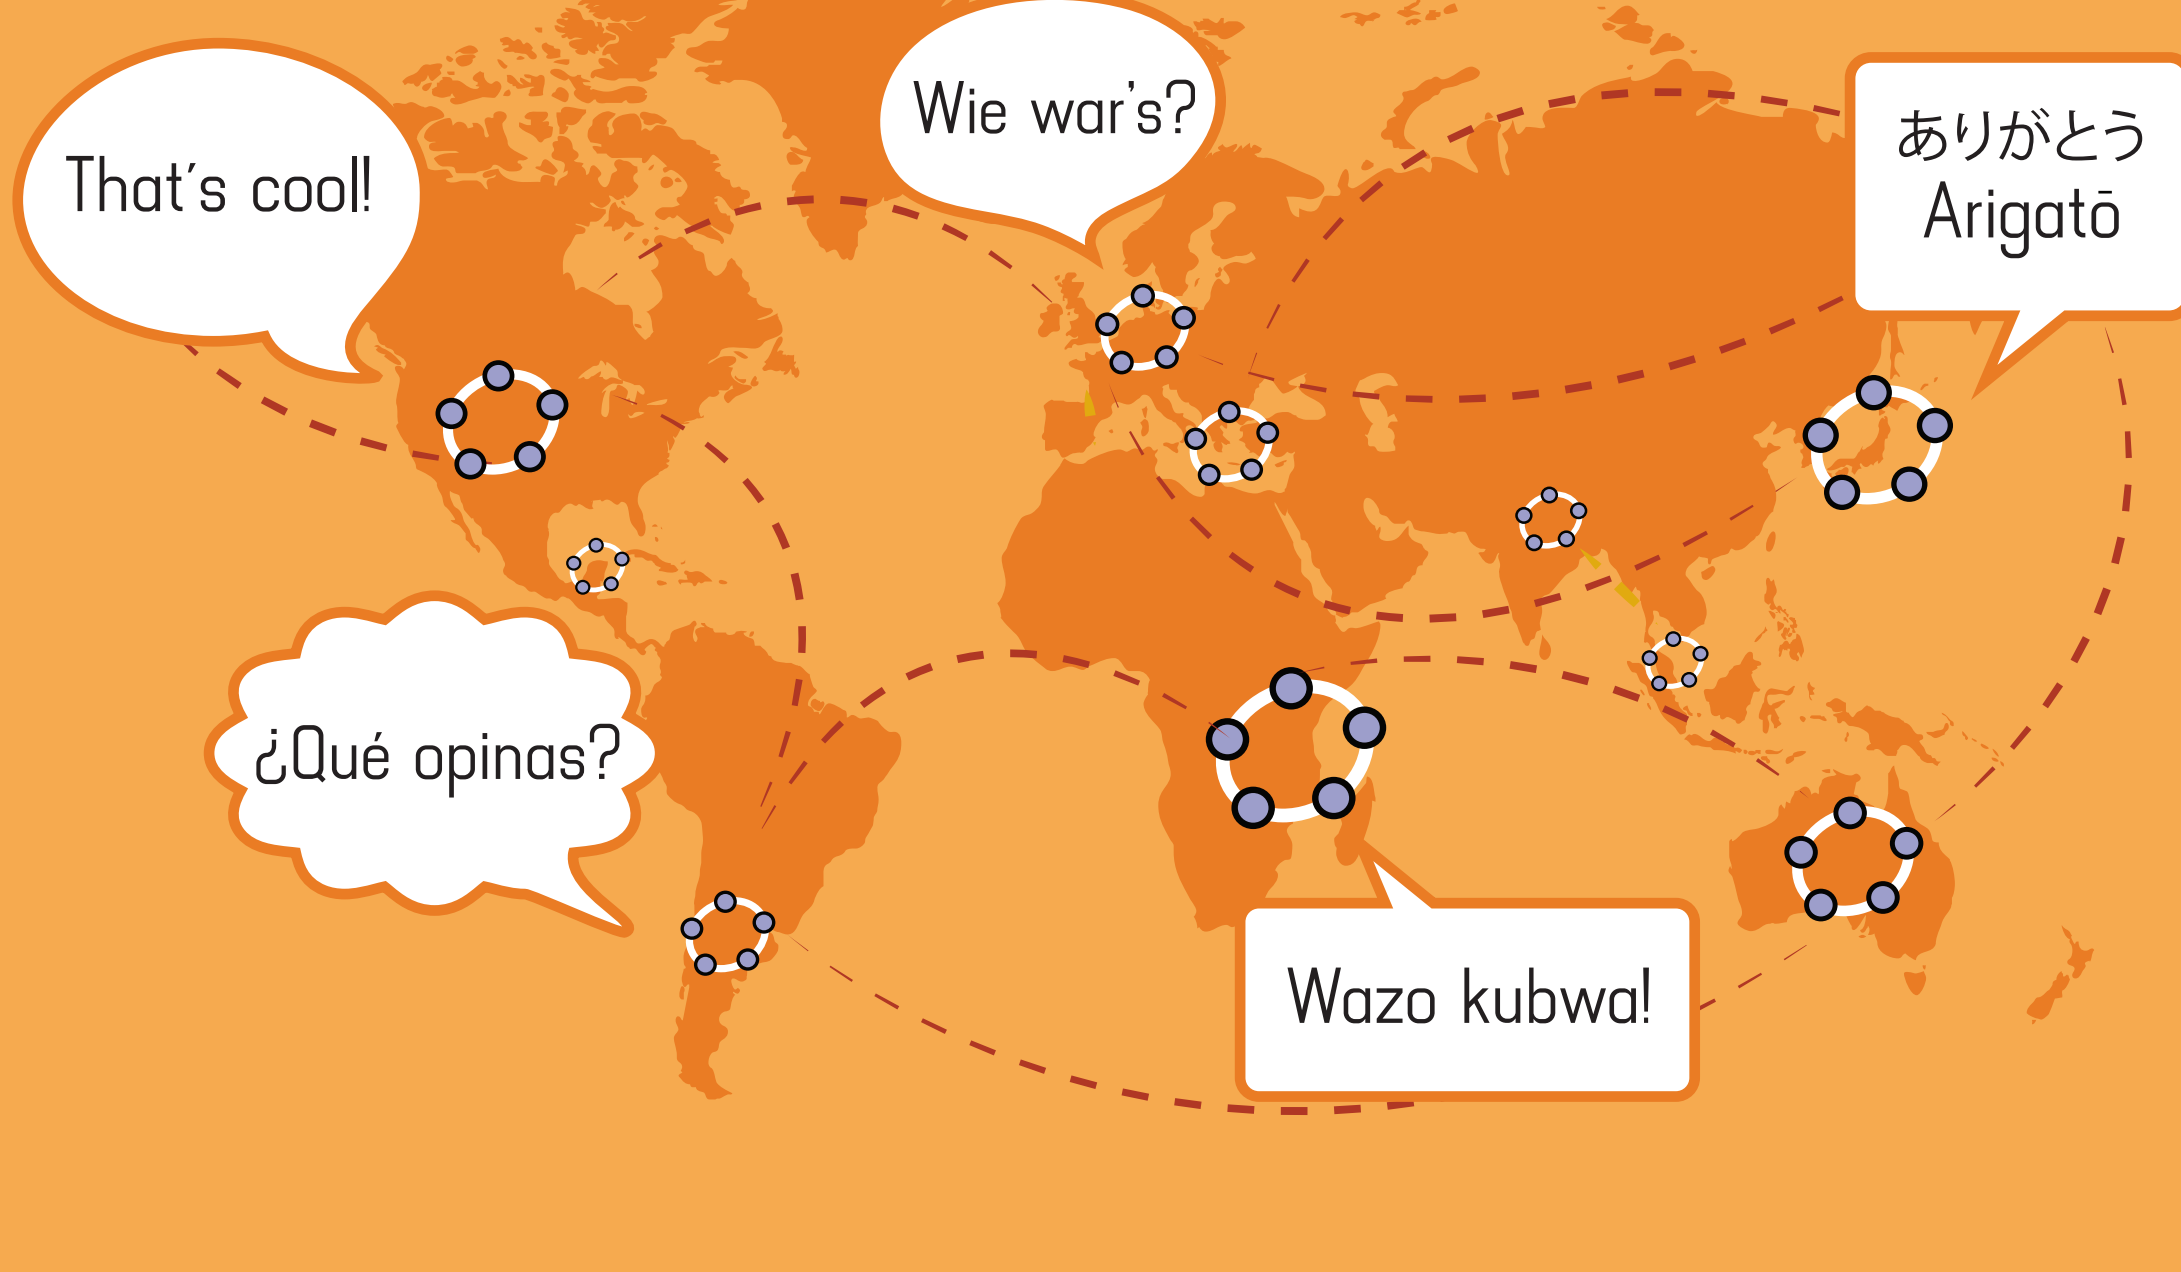 That's cool!
Wie war's?
ありがとう
Arigatō
¿Qué opinas?
Wazo kubwa!